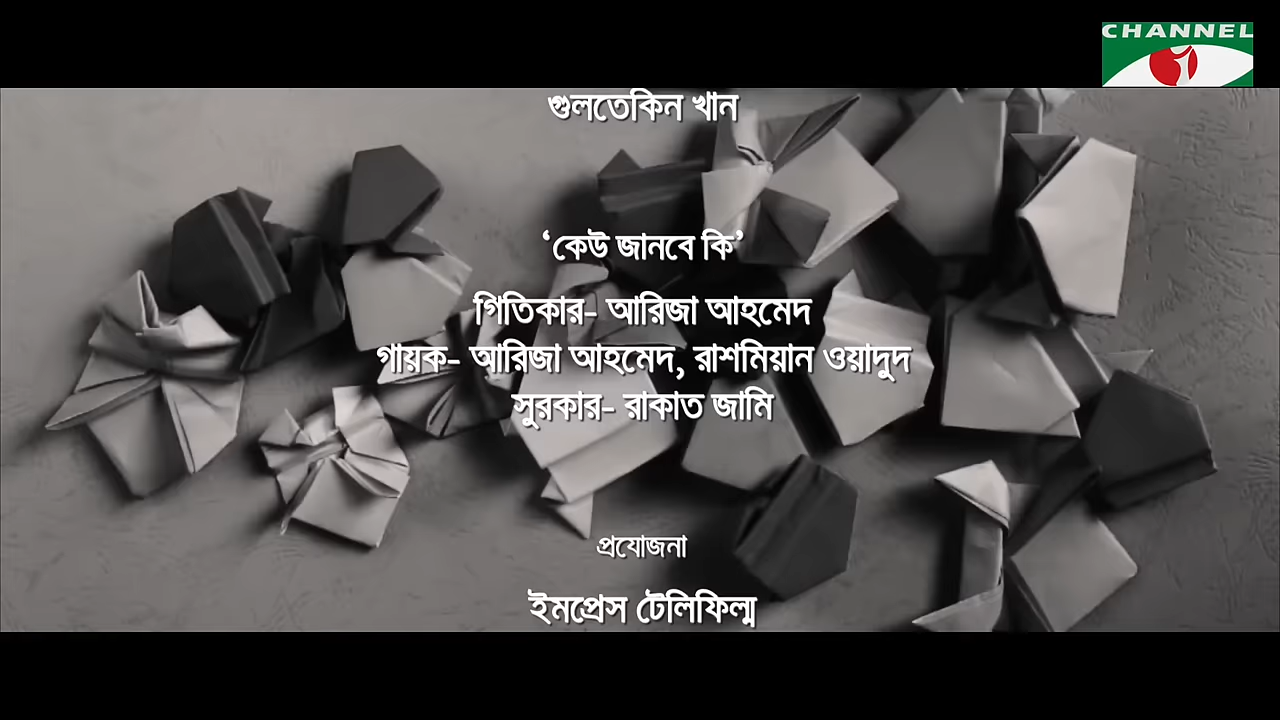 CHANNEL
গুলতেকিন খান
‘কেউ জানবে কি’
গিতিকার- আরিজা আহমেদ
গায়ক- আরিজা আহমেদ, রাশমিয়ান ওয়াদুদ
সুরকার- রাকাত জামি
প্রযোজনা
ইমপ্রেস টেলিফিল্ম